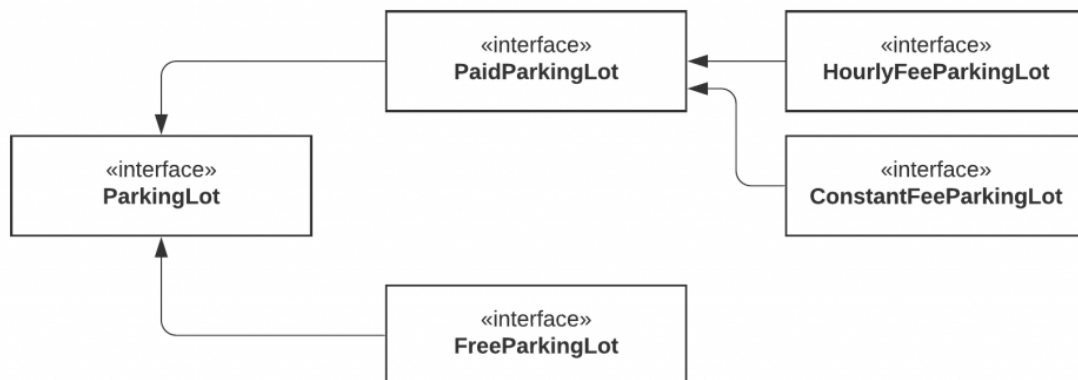 «interface»
PaidParkingLot
«interface»
HourlyFeeParkingLot
«interface»
ParkingLot
«interface»
ConstantFeeParkingLot
«interface»
FreeParkingLot